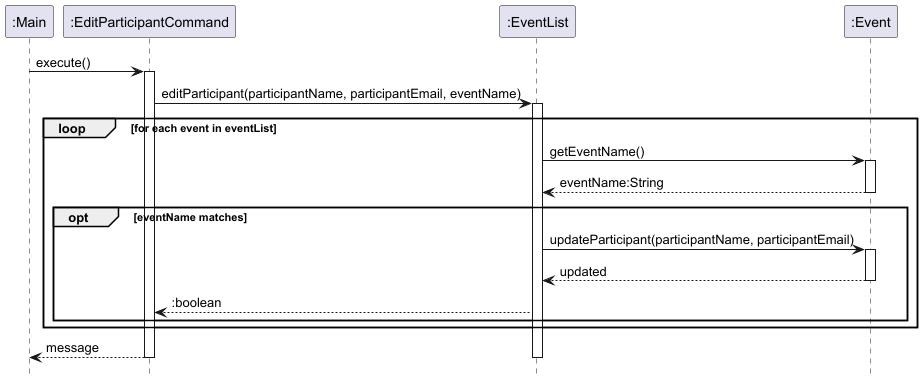 :Main
:EditParticipantCommand
:EventList
:Event
execute()
editParticipant(participantName, participantEmail, eventName)
loop
[for each event in eventList]
getEventName()
eventName:String
opt
[eventName matches]
updateParticipant(participantName, participantEmail)
updated
:boolean
message